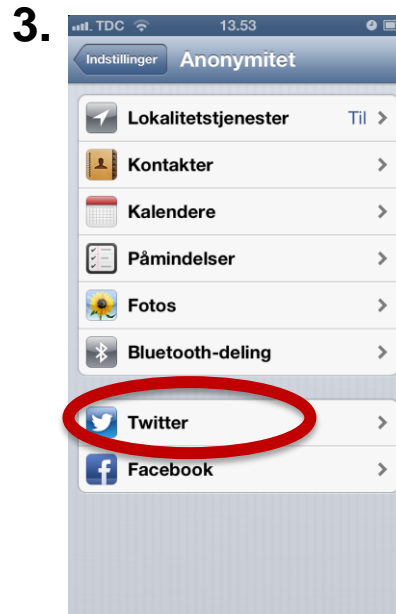 3.
TDC 13.53
Indstillinger Anonymitet
Lokalitetstjenester Til
Kontakter
Kalendere
Påmindelser
Fotos
Bluetooth-deling
Twitter
Facebook